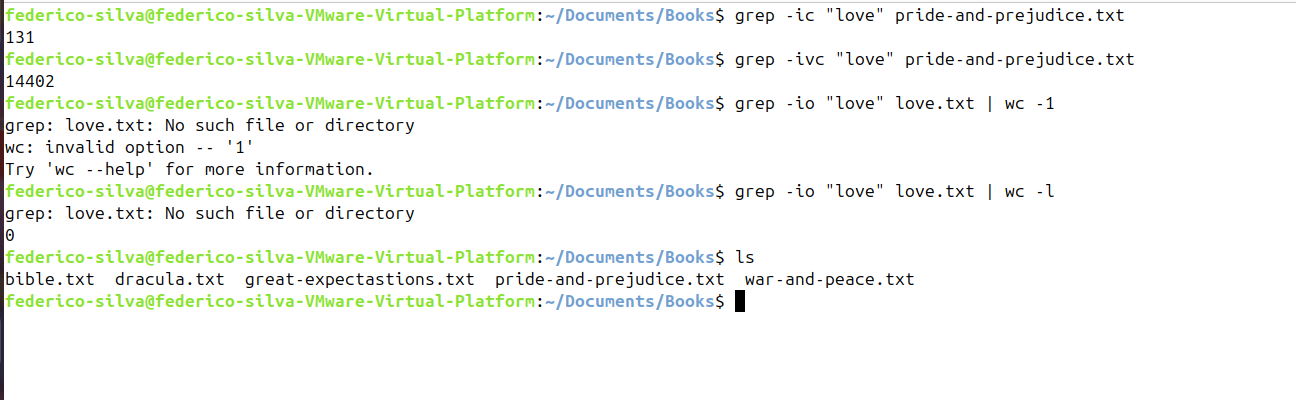 federico-silva@federico-silva-VMware-Virtual-Platform:~/Documents/Books$ grep -ic "love" pride-and-prejudice.txt
131
federico-silva@federico-silva-VMware-Virtual-Platform:~/Documents/Books$ grep -ivc "love" pride-and-prejudice.txt
14402
federico-silva@federico-silva-VMware-Virtual-Platform:~/Documents/Books$ grep -io "love" love.txt | wc -1
grep: love.txt: No such file or directory
wc: invalid option -- '1'
Try 'wc --help' for more information.
federico-silva@federico-silva-VMware-Virtual-Platform:~/Documents/Books$ grep -io "love" love.txt | wc -l
grep: love.txt: No such file or directory
0
federico-silva@federico-silva-VMware-Virtual-Platform:~/Documents/Books$ ls
bible.txt  dracula.txt  great-expectastions.txt  pride-and-prejudice.txt  war-and-peace.txt
federico-silva@federico-silva-VMware-Virtual-Platform:~/Documents/Books$